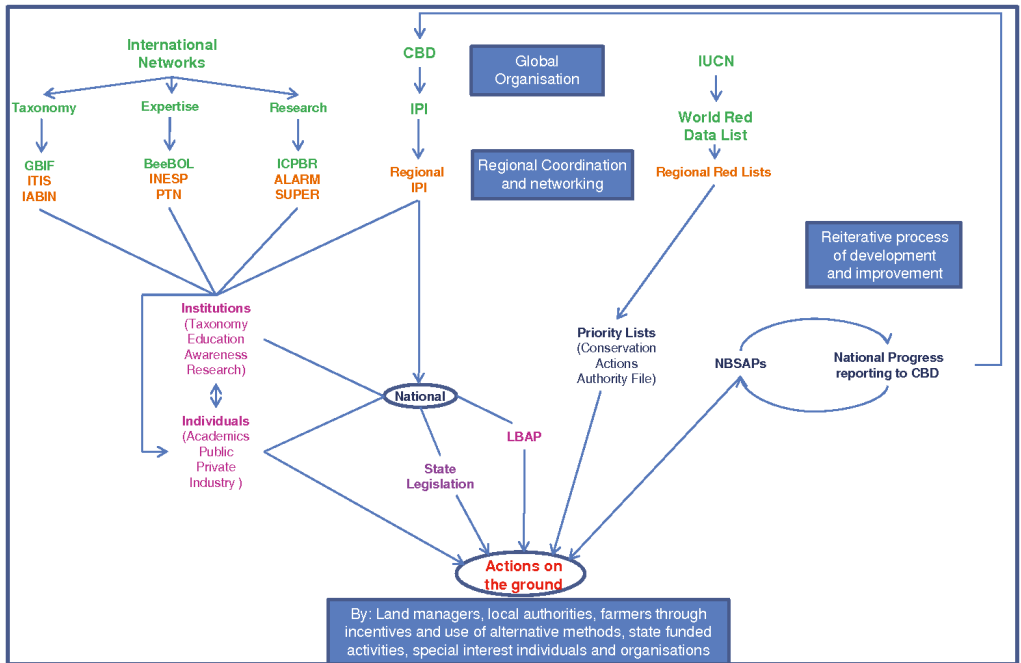 International
Networks
Taxonomy
Expertise
Research
GBIF
ITIS
IABIN
BeeBOL
INESP
PTN
ICPBR
ALARM
SUPER
CBD
IPI
Regional
IPI
Global
Organisation
Regional Coordination
and networking
IUCN
World Red
Data List
Regional Red Lists
Reiterative process
of development
and improvement
Institutions
(Taxonomy
Education
Awareness
Research)
Individuals
(Academics
Public
Private
Industry )
National
State
Legislation
LBAP
Priority Lists
(Conservation
Actions
Authority File)
NBSAPs
National Progress
reporting to CBD
Actions on
the ground
By: Land managers, local authorities, farmers through
incentives and use of alternative methods, state funded
activities, special interest individuals and organisations